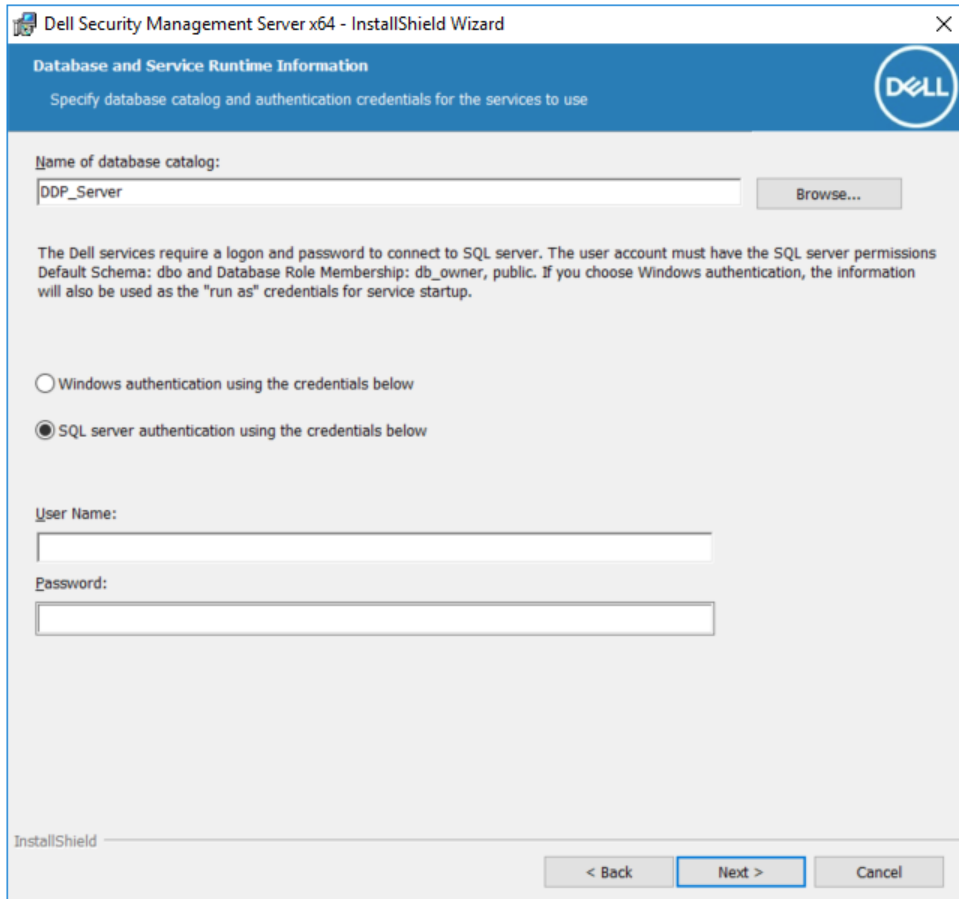 Dell Security Management Server x64 - InstallShield Wizard
Database and Service Runtime Information
Specify database catalog and authentication credentials for the services to use
DELL
Name of database catalog:
DDP_Server
Browse...
The Dell services require a logon and password to connect to SQL server. The user account must have the SQL server permissions
Default Schema: dbo and Database Role Membership: db_owner, public. If you choose Windows authentication, the information
will also be used as the "run as" credentials for service startup.
Windows authentication using the credentials below
SQL server authentication using the credentials below
User Name:
Password:
InstallShield
< Back
Next >
Cancel